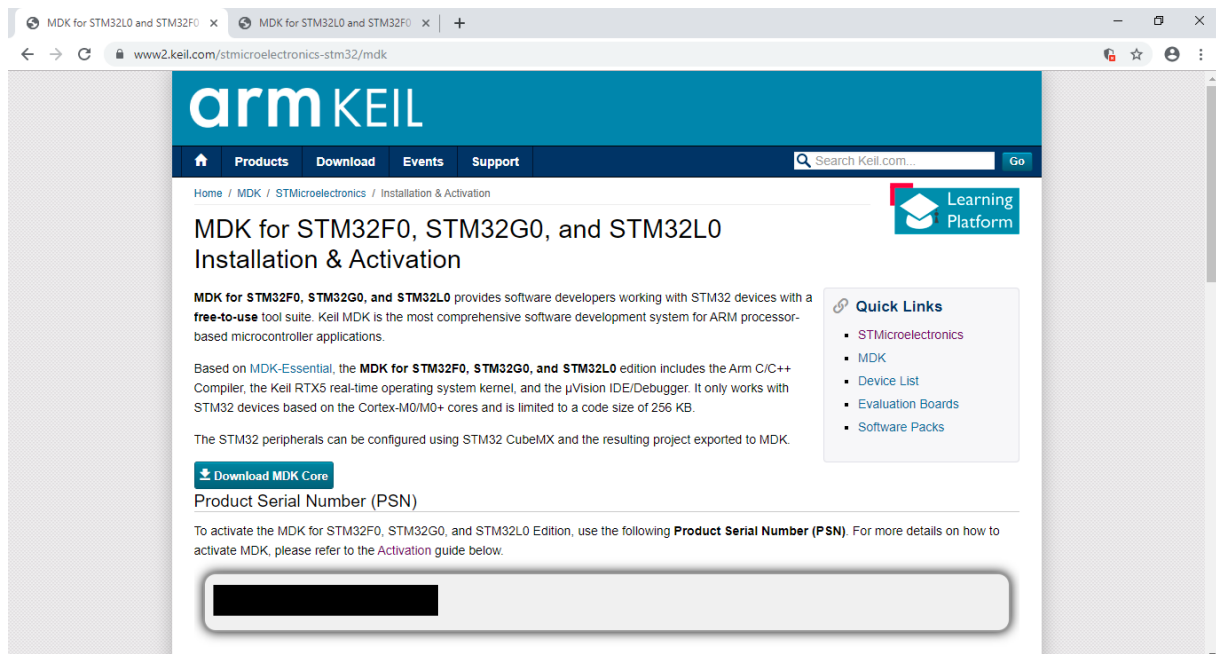 MDK for STM32L0 and STM32F0
MDK for STM32L0 and STM32F0
www2.keil.com/stmicroelectronics-stm32/mdk
arm KEIL
Products Download Events Support Search Keil.com... Go
Home / MDK / STMicroelectronics / Installation & Activation
Learning
Platform
MDK for STM32F0, STM32G0, and STM32L0
Installation & Activation
MDK for STM32F0, STM32G0, and STM32L0 provides software developers working with STM32 devices with a
free-to-use tool suite. Keil MDK is the most comprehensive software development system for ARM processor-
based microcontroller applications.
Based on MDK-Essential, the MDK for STM32F0, STM32G0, and STM32L0 edition includes the Arm C/C++
Compiler, the Keil RTX5 real-time operating system kernel, and the µVision IDE/Debugger. It only works with
STM32 devices based on the Cortex-M0/M0+ cores and is limited to a code size of 256 KB.
The STM32 peripherals can be configured using STM32 CubeMX and the resulting project exported to MDK.
Quick Links
STMicroelectronics
MDK
Device List
Evaluation Boards
Software Packs
Download MDK Core
Product Serial Number (PSN)
To activate the MDK for STM32F0, STM32G0, and STM32L0 Edition, use the following Product Serial Number (PSN). For more details on how to
activate MDK, please refer to the Activation guide below.